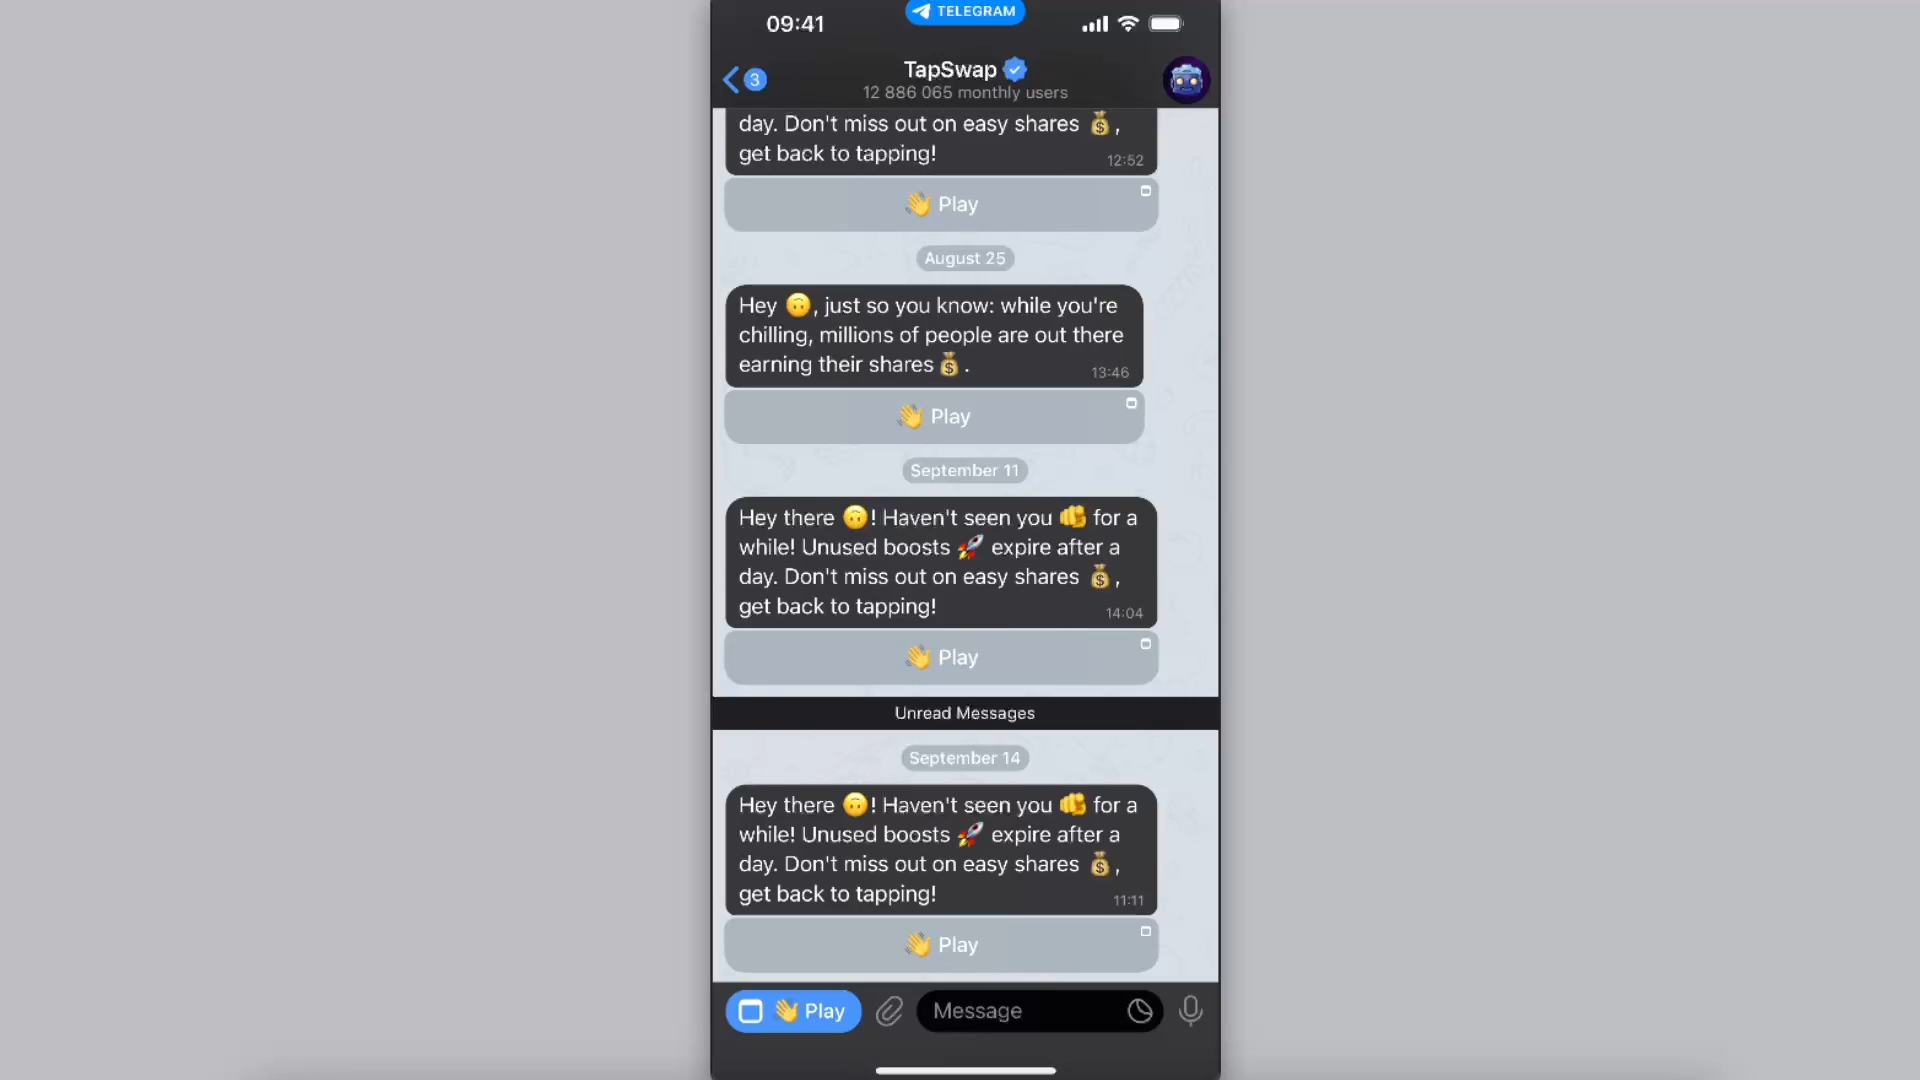 TELEGRAM
09:41
3
TapSwap
12 886 065 monthly users
day. Don't miss out on easy shares 💰,
get back to tapping!
12:52
👋 Play
August 25
Hey 🙃, just so you know: while you're
chilling, millions of people are out there
earning their shares 💰.
13:46
👋 Play
September 11
Hey there 🙃! Haven't seen you 🫵 for a
while! Unused boosts 🚀 expire after a
day. Don't miss out on easy shares 💰,
get back to tapping!
14:04
👋 Play
Unread Messages
September 14
Hey there 🙃! Haven't seen you 🫵 for a
while! Unused boosts 🚀 expire after a
day. Don't miss out on easy shares 💰,
get back to tapping!
11:11
👋 Play
👋 Play
Message